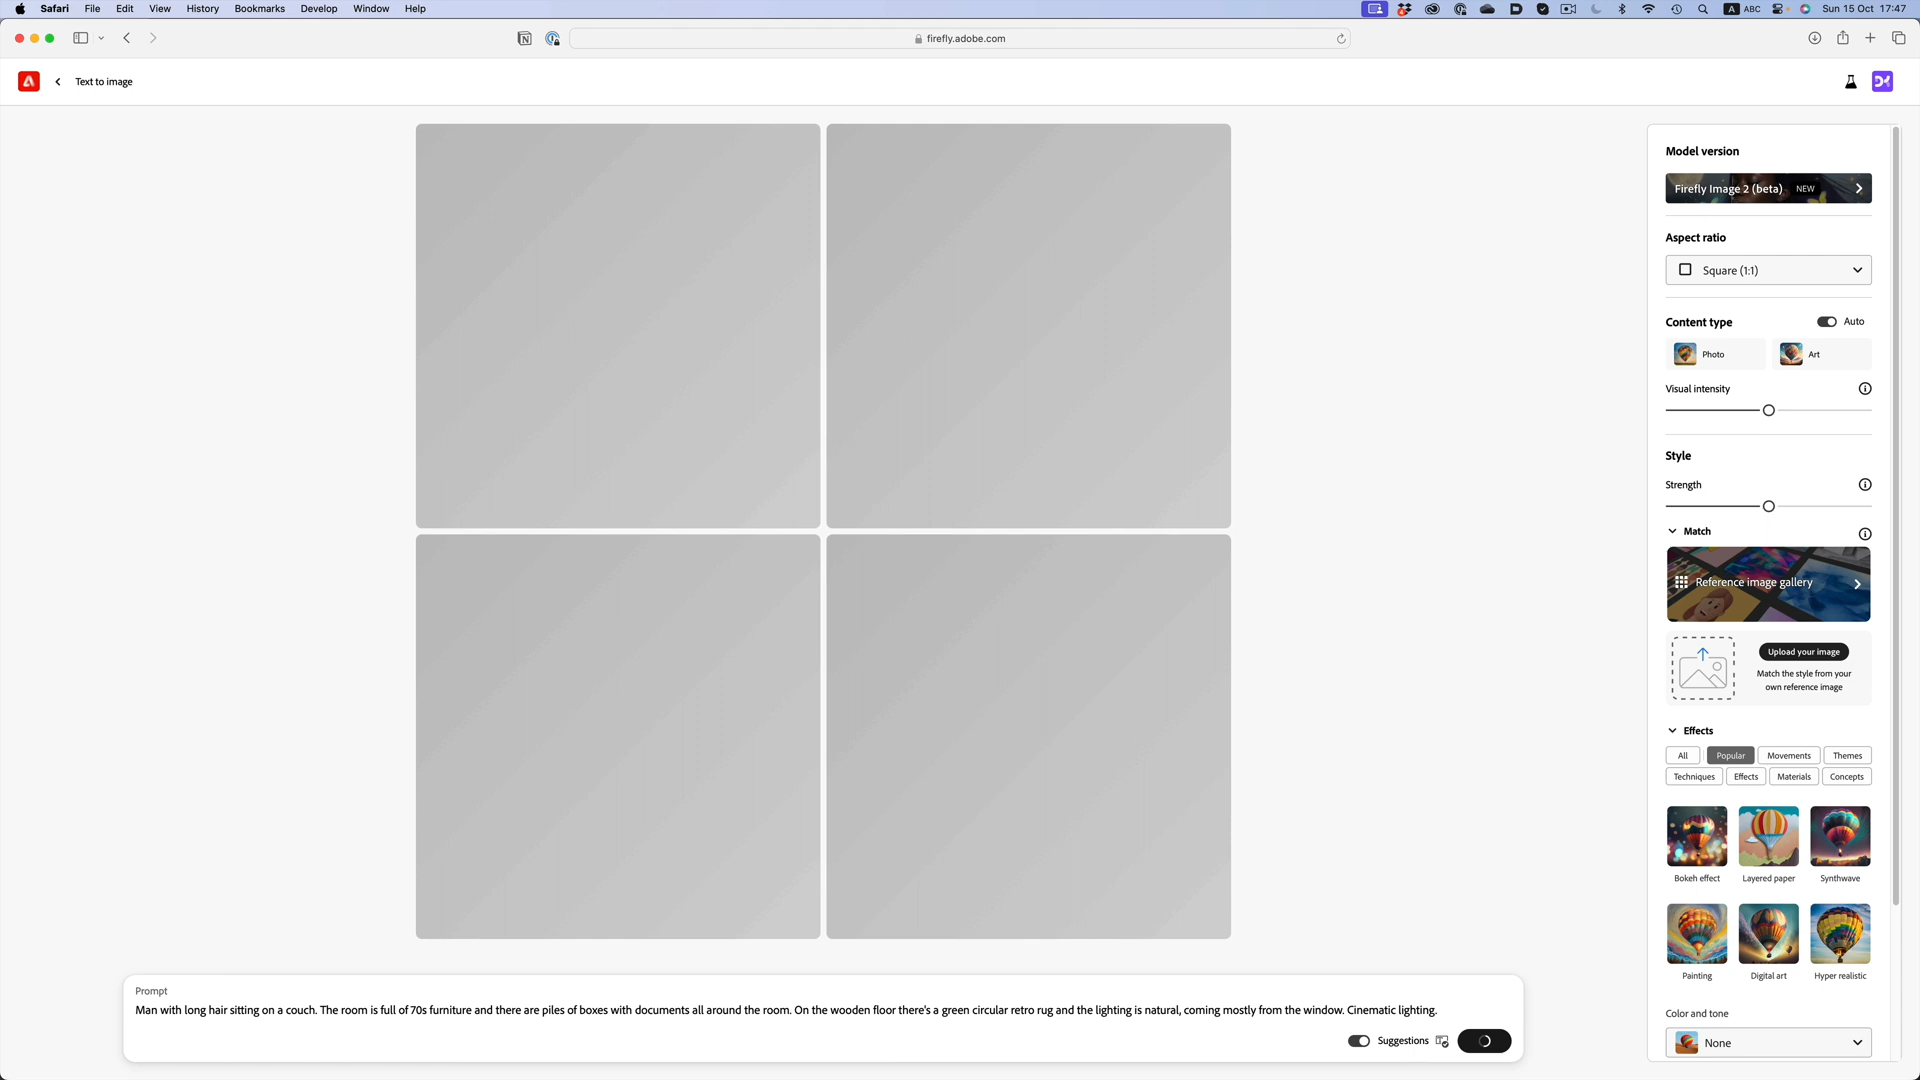 Safari File Edit View History Bookmarks Develop Window Help
A ABC Sun 15 Oct 17:47
firefly.adobe.com
Text to image
Model version
Firefly Image 2 (beta) NEW
Aspect ratio
Square (1:1)
Content type Auto
Photo Art
Visual intensity
Style
Strength
Match
Reference image gallery
Upload your image
Match the style from your
own reference image
Effects
All Popular Movements Themes
Techniques Effects Materials Concepts
Bokeh effect Layered paper Synthwave
Painting Digital art Hyper realistic
Color and tone
None
Prompt
Man with long hair sitting on a couch. The room is full of 70s furniture and there are piles of boxes with documents all around the room. On the wooden floor there's a green circular retro rug and the lighting is natural, coming mostly from the window. Cinematic lighting.
Suggestions